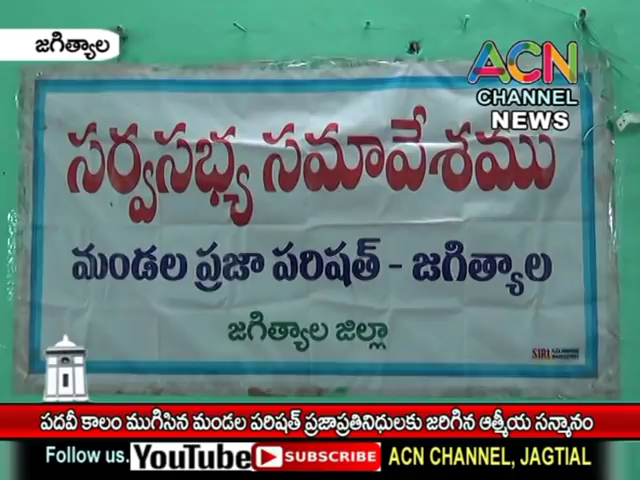 జగిత్యాల
ACN
CHANNEL
NEWS
సర్వసభ్య సమావేశము
మండల ప్రజా పరిషత్ - జగిత్యాల
జగిత్యాల జిల్లా
SIRI
పదవీ కాలం ముగిసిన మండల పరిషత్ ప్రజాప్రతినిధులకు జరిగిన ఆత్మీయ సన్మానం
Follow us. YouTube SUBSCRIBE ACN CHANNEL, JAGTIAL